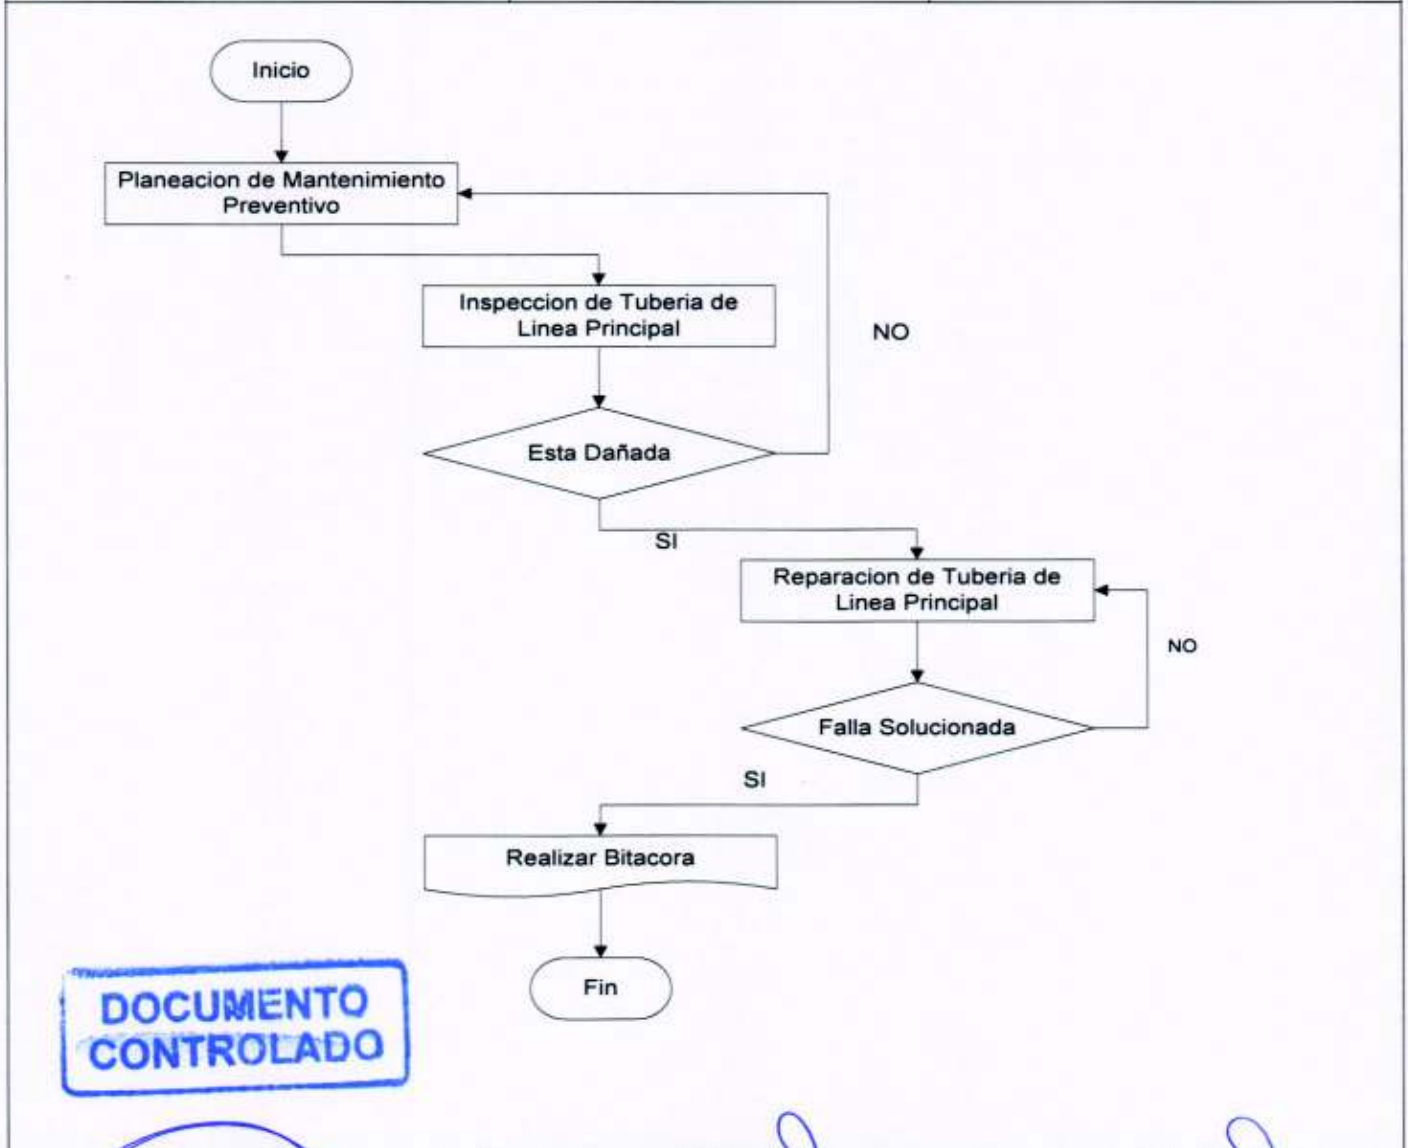 Inicio
Planeacion de Mantenimiento
Preventivo
Inspeccion de Tuberia de
Linea Principal
NO
Esta Dañada
SI
Reparacion de Tuberia de
Linea Principal
NO
Falla Solucionada
SI
Realizar Bitacora
Fin
DOCUMENTO
CONTROLADO